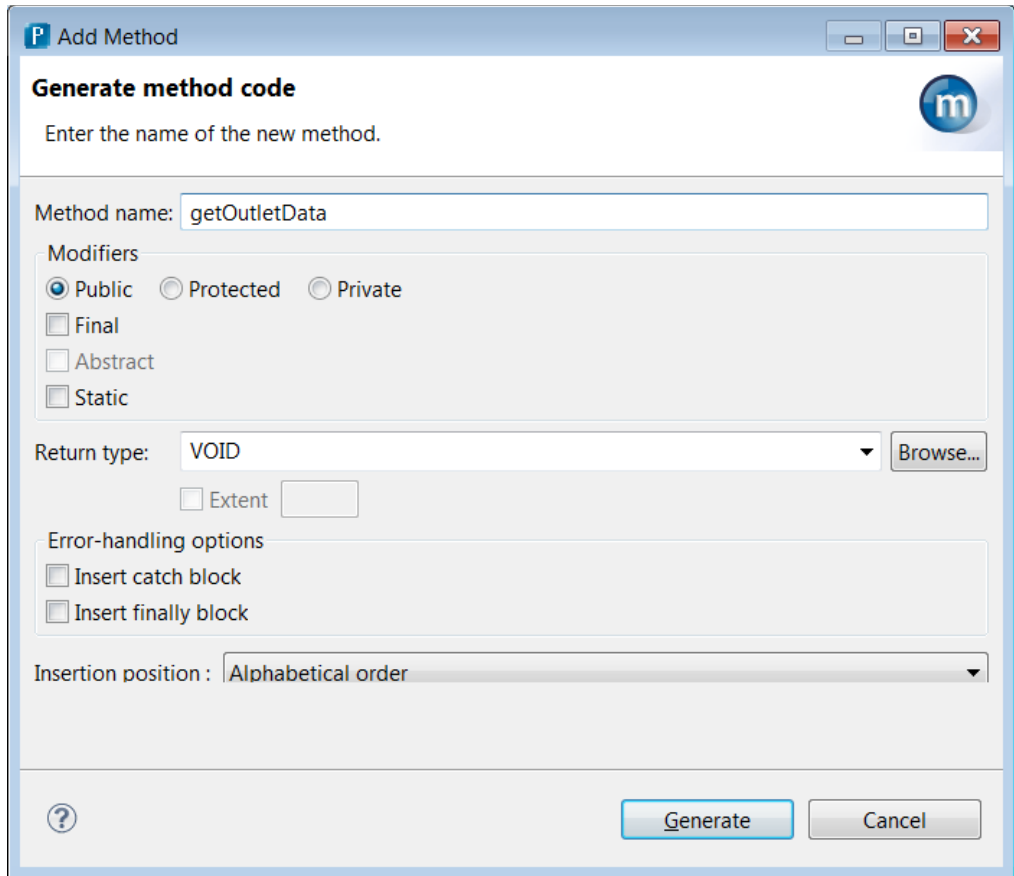 P Add Method
Generate method code
m
Enter the name of the new method.
Method name: getOutletData
Modifiers
Public Protected Private
Final
Abstract
Static
Return type: VOID Browse...
Extent
Error-handling options
Insert catch block
Insert finally block
Insertion position : Alphabetical order
? Generate Cancel